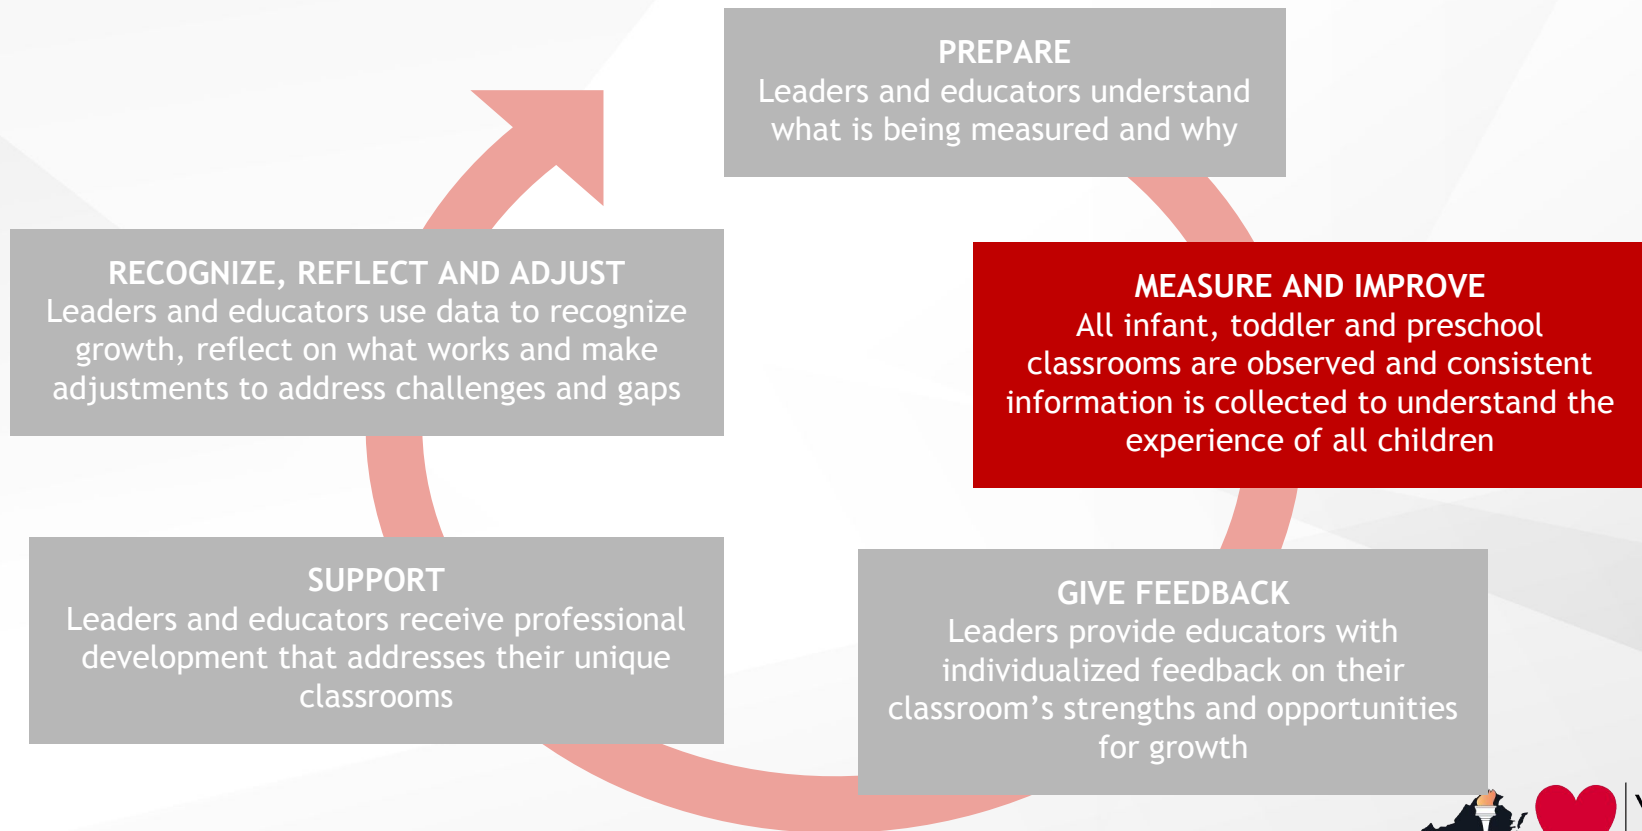 PREPARE
Leaders and educators understand
what is being measured and why
MEASURE AND IMPROVE
All infant, toddler and preschool
classrooms are observed and consistent
information is collected to understand the
experience of all children
GIVE FEEDBACK
Leaders provide educators with
individualized feedback on their
classroom’s strengths and opportunities
for growth
SUPPORT
Leaders and educators receive professional
development that addresses their unique
classrooms
RECOGNIZE, REFLECT AND ADJUST
Leaders and educators use data to recognize
growth, reflect on what works and make
adjustments to address challenges and gaps